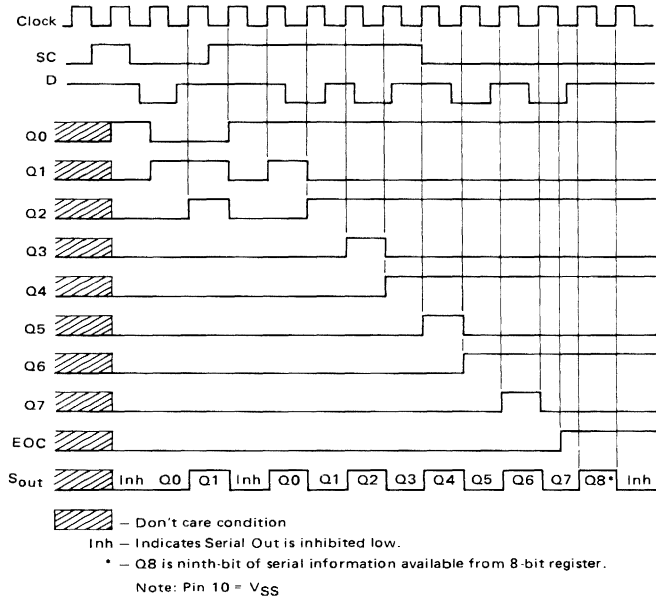 Clock
SC
D
Q0
Q1
Q2
Q3
Q4
Q5
Q6
Q7
EOC
Sout Inh Q0 Q1 Inh Q0 Q1 Q2 Q3 Q4 Q5 Q6 Q7 Q8* Inh
— Don't care condition
Inh — Indicates Serial Out is inhibited low.
* — Q8 is ninth-bit of serial information available from 8-bit register.
Note: Pin 10 = VSS